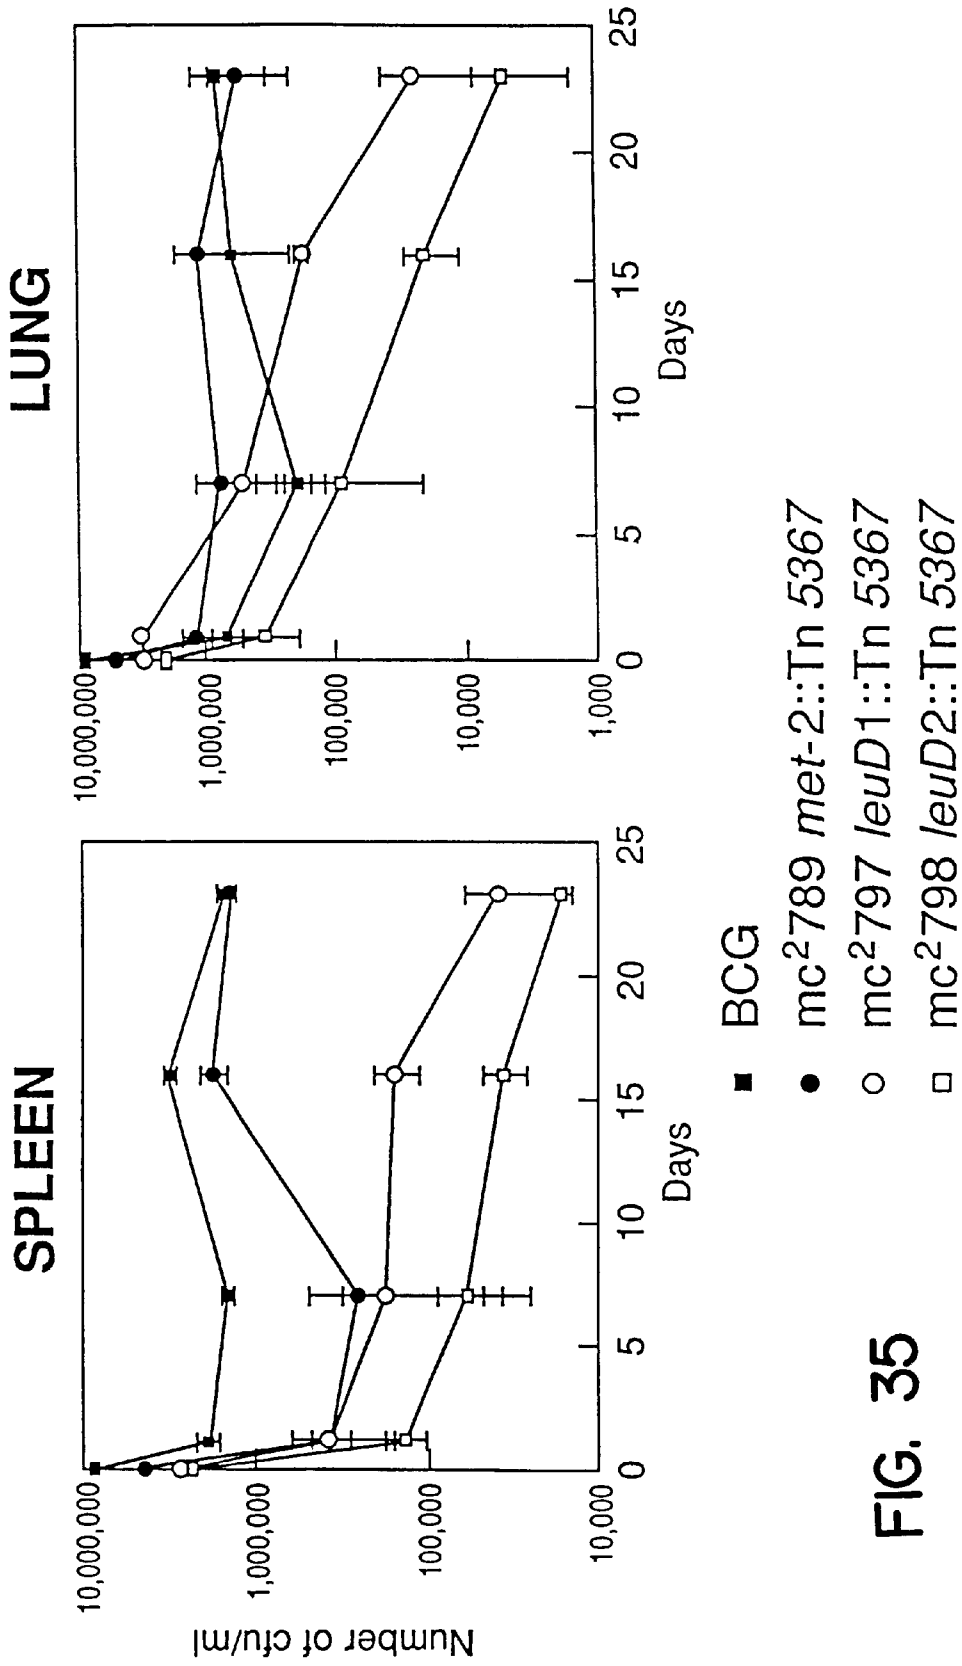 SPLEEN
Number of cfu/ml
10,000,000
1,000,000
100,000
10,000
0
5
10
15
20
25
Days
LUNG
10,000,000
1,000,000
100,000
10,000
1,000
0
5
10
15
20
25
Days
BCG
mc²789 met-2::Tn 5367
mc²797 leuD1::Tn 5367
mc²798 leuD2::Tn 5367
FIG. 35